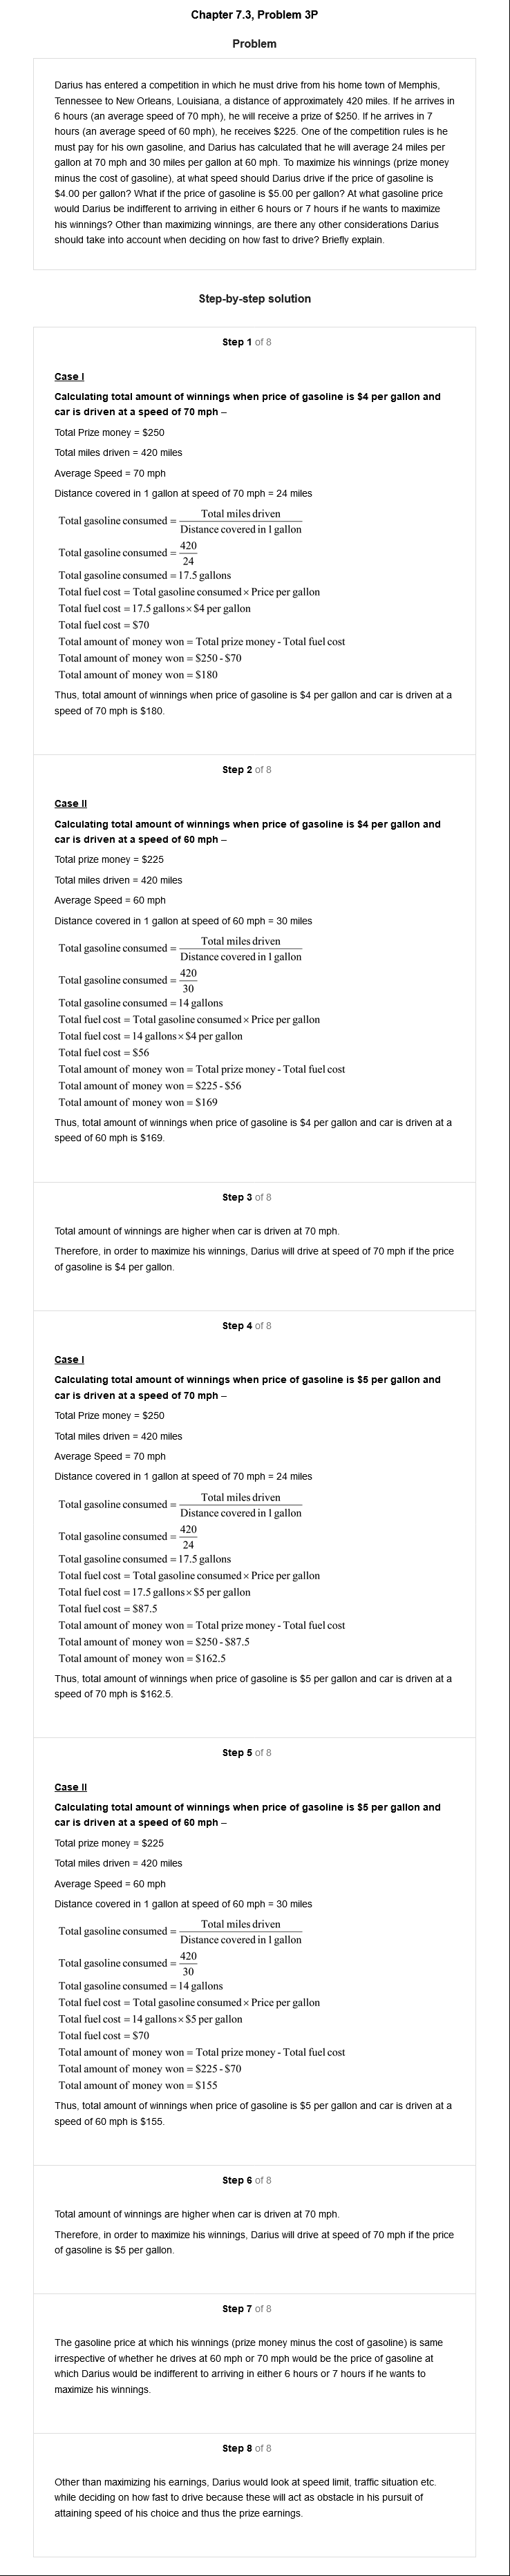 Chapter 7.3, Problem 3P
Problem
Darius has entered a competition in which he must drive from his home town of Memphis,
Tennessee to New Orleans, Louisiana, a distance of approximately 420 miles. If he arrives in
6 hours (an average speed of 70 mph), he will receive a prize of $250. If he arrives in 7
hours (an average speed of 60 mph), he receives $225. One of the competition rules is he
must pay for his own gasoline, and Darius has calculated that he will average 24 miles per
gallon at 70 mph and 30 miles per gallon at 60 mph. To maximize his winnings (prize money
minus the cost of gasoline), at what speed should Darius drive if the price of gasoline is
$4.00 per gallon? What if the price of gasoline is $5.00 per gallon? At what gasoline price
would Darius be indifferent to arriving in either 6 hours or 7 hours if he wants to maximize
his winnings? Other than maximizing winnings, are there any other considerations Darius
should take into account when deciding on how fast to drive? Briefly explain.
Step-by-step solution
Step 1 of 8
Case I
Calculating total amount of winnings when price of gasoline is $4 per gallon and
car is driven at a speed of 70 mph –
Total Prize money = $250
Total miles driven = 420 miles
Average Speed = 70 mph
Distance covered in 1 gallon at speed of 70 mph = 24 miles
Total gasoline consumed = Total miles driven / Distance covered in 1 gallon
Total gasoline consumed = 420 / 24
Total gasoline consumed = 17.5 gallons
Total fuel cost = Total gasoline consumed × Price per gallon
Total fuel cost = 17.5 gallons × $4 per gallon
Total fuel cost = $70
Total amount of money won = Total prize money - Total fuel cost
Total amount of money won = $250 - $70
Total amount of money won = $180
Thus, total amount of winnings when price of gasoline is $4 per gallon and car is driven at a
speed of 70 mph is $180.
Step 2 of 8
Case II
Calculating total amount of winnings when price of gasoline is $4 per gallon and
car is driven at a speed of 60 mph –
Total prize money = $225
Total miles driven = 420 miles
Average Speed = 60 mph
Distance covered in 1 gallon at speed of 60 mph = 30 miles
Total gasoline consumed = Total miles driven / Distance covered in 1 gallon
Total gasoline consumed = 420 / 30
Total gasoline consumed = 14 gallons
Total fuel cost = Total gasoline consumed × Price per gallon
Total fuel cost = 14 gallons × $4 per gallon
Total fuel cost = $56
Total amount of money won = Total prize money - Total fuel cost
Total amount of money won = $225 - $56
Total amount of money won = $169
Thus, total amount of winnings when price of gasoline is $4 per gallon and car is driven at a
speed of 60 mph is $169.
Step 3 of 8
Total amount of winnings are higher when car is driven at 70 mph.
Therefore, in order to maximize his winnings, Darius will drive at speed of 70 mph if the price
of gasoline is $4 per gallon.
Step 4 of 8
Case I
Calculating total amount of winnings when price of gasoline is $5 per gallon and
car is driven at a speed of 70 mph –
Total Prize money = $250
Total miles driven = 420 miles
Average Speed = 70 mph
Distance covered in 1 gallon at speed of 70 mph = 24 miles
Total gasoline consumed = Total miles driven / Distance covered in 1 gallon
Total gasoline consumed = 420 / 24
Total gasoline consumed = 17.5 gallons
Total fuel cost = Total gasoline consumed × Price per gallon
Total fuel cost = 17.5 gallons × $5 per gallon
Total fuel cost = $87.5
Total amount of money won = Total prize money - Total fuel cost
Total amount of money won = $250 - $87.5
Total amount of money won = $162.5
Thus, total amount of winnings when price of gasoline is $5 per gallon and car is driven at a
speed of 70 mph is $162.5.
Step 5 of 8
Case II
Calculating total amount of winnings when price of gasoline is $5 per gallon and
car is driven at a speed of 60 mph –
Total prize money = $225
Total miles driven = 420 miles
Average Speed = 60 mph
Distance covered in 1 gallon at speed of 60 mph = 30 miles
Total gasoline consumed = Total miles driven / Distance covered in 1 gallon
Total gasoline consumed = 420 / 30
Total gasoline consumed = 14 gallons
Total fuel cost = Total gasoline consumed × Price per gallon
Total fuel cost = 14 gallons × $5 per gallon
Total fuel cost = $70
Total amount of money won = Total prize money - Total fuel cost
Total amount of money won = $225 - $70
Total amount of money won = $155
Thus, total amount of winnings when price of gasoline is $5 per gallon and car is driven at a
speed of 60 mph is $155.
Step 6 of 8
Total amount of winnings are higher when car is driven at 70 mph.
Therefore, in order to maximize his winnings, Darius will drive at speed of 70 mph if the price
of gasoline is $5 per gallon.
Step 7 of 8
The gasoline price at which his winnings (prize money minus the cost of gasoline) is same
irrespective of whether he drives at 60 mph or 70 mph would be the price of gasoline at
which Darius would be indifferent to arriving in either 6 hours or 7 hours if he wants to
maximize his winnings.
Step 8 of 8
Other than maximizing his earnings, Darius would look at speed limit, traffic situation etc.
while deciding on how fast to drive because these will act as obstacle in his pursuit of
attaining speed of his choice and thus the prize earnings.